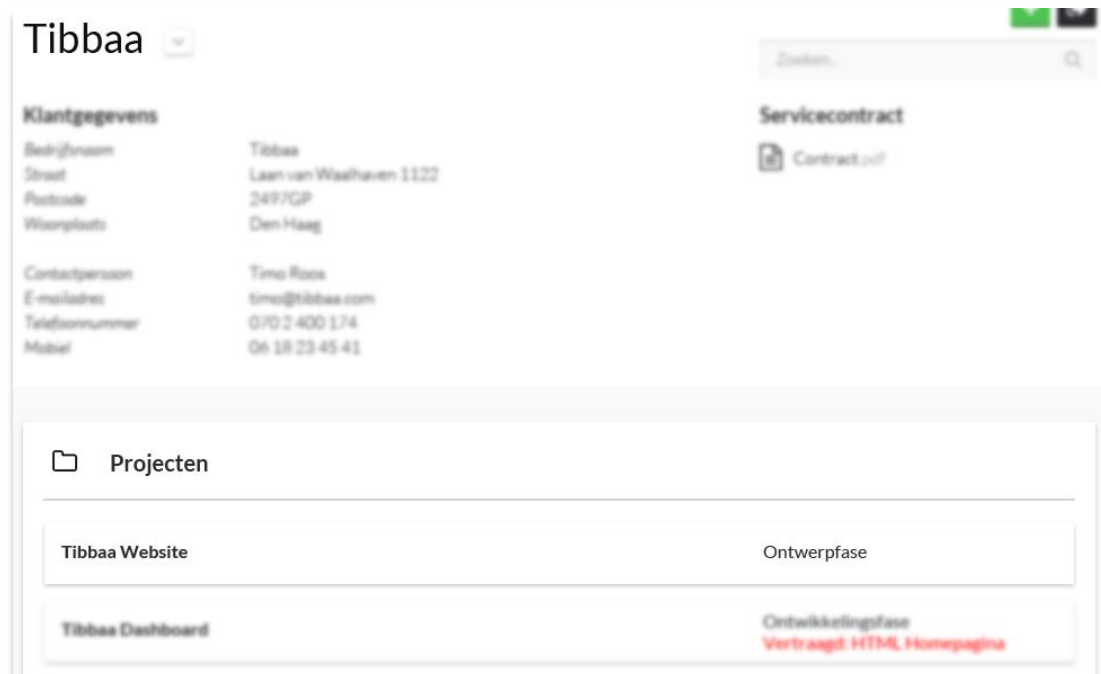 Tibbaa
Zoeken..
Klantgegevens
Servicecontract
Bedrijfsnaam Tibbaa
Contract.pdf
Straat Laan van Waalhaven 1122
Postcode 2497GP
Woonplaats Den Haag
Contactpersoon Timo Roos
E-mailadres timo@tibbaa.com
Telefoonnummer 070 2 400 174
Mobiel 06 18 23 45 41
Projecten
Tibbaa Website Ontwerpfase
Tibbaa Dashboard Ontwikkelingsfase
Vertraagd: HTML Homepagina